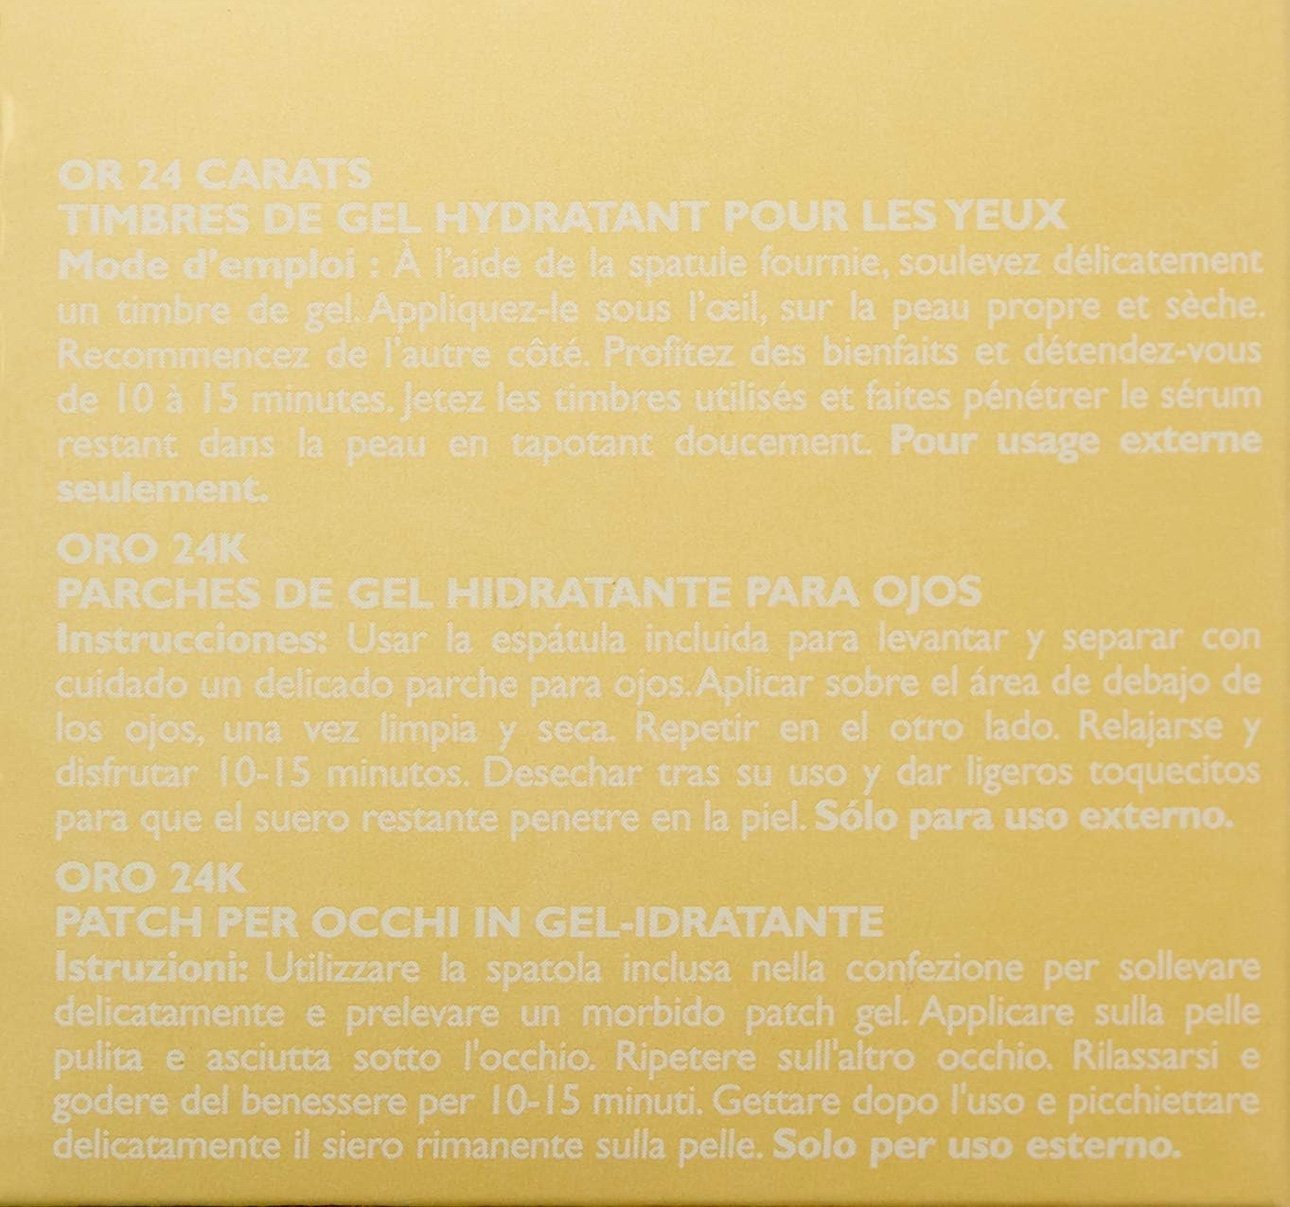 OR 24 CARATS
TIMBRES DE GEL HYDRATANT POUR LES YEUX
Mode d'emploi : À l'aide de la spatule fournie, soulevez délicatement
un timbre de gel. Appliquez-le sous l'œil, sur la peau propre et sèche.
Recommencez de l'autre côté. Profitez des bienfaits et détendez-vous
de 10 à 15 minutes. Jetez les timbres utilisés et faites pénétrer le sérum
restant dans la peau en tapotant doucement. Pour usage externe
seulement.
ORO 24K
PARCHES DE GEL HIDRATANTE PARA OJOS
Instrucciones: Usar la espátula incluida para levantar y separar con
cuidado un delicado parche para ojos. Aplicar sobre el área de debajo de
los ojos, una vez limpia y seca. Repetir en el otro lado. Relajarse y
disfrutar 10-15 minutos. Desechar tras su uso y dar ligeros toquecitos
para que el suero restante penetre en la piel. Sólo para uso externo.
ORO 24K
PATCH PER OCCHI IN GEL-IDRATANTE
Istruzioni: Utilizzare la spatola inclusa nella confezione per sollevare
delicatamente e prelevare un morbido patch gel. Applicare sulla pelle
pulita e asciutta sotto l'occhio. Ripetere sull'altro occhio. Rilassarsi e
godere del benessere per 10-15 minuti. Gettare dopo l'uso e picchiettare
delicatamente il siero rimanente sulla pelle. Solo per uso esterno.